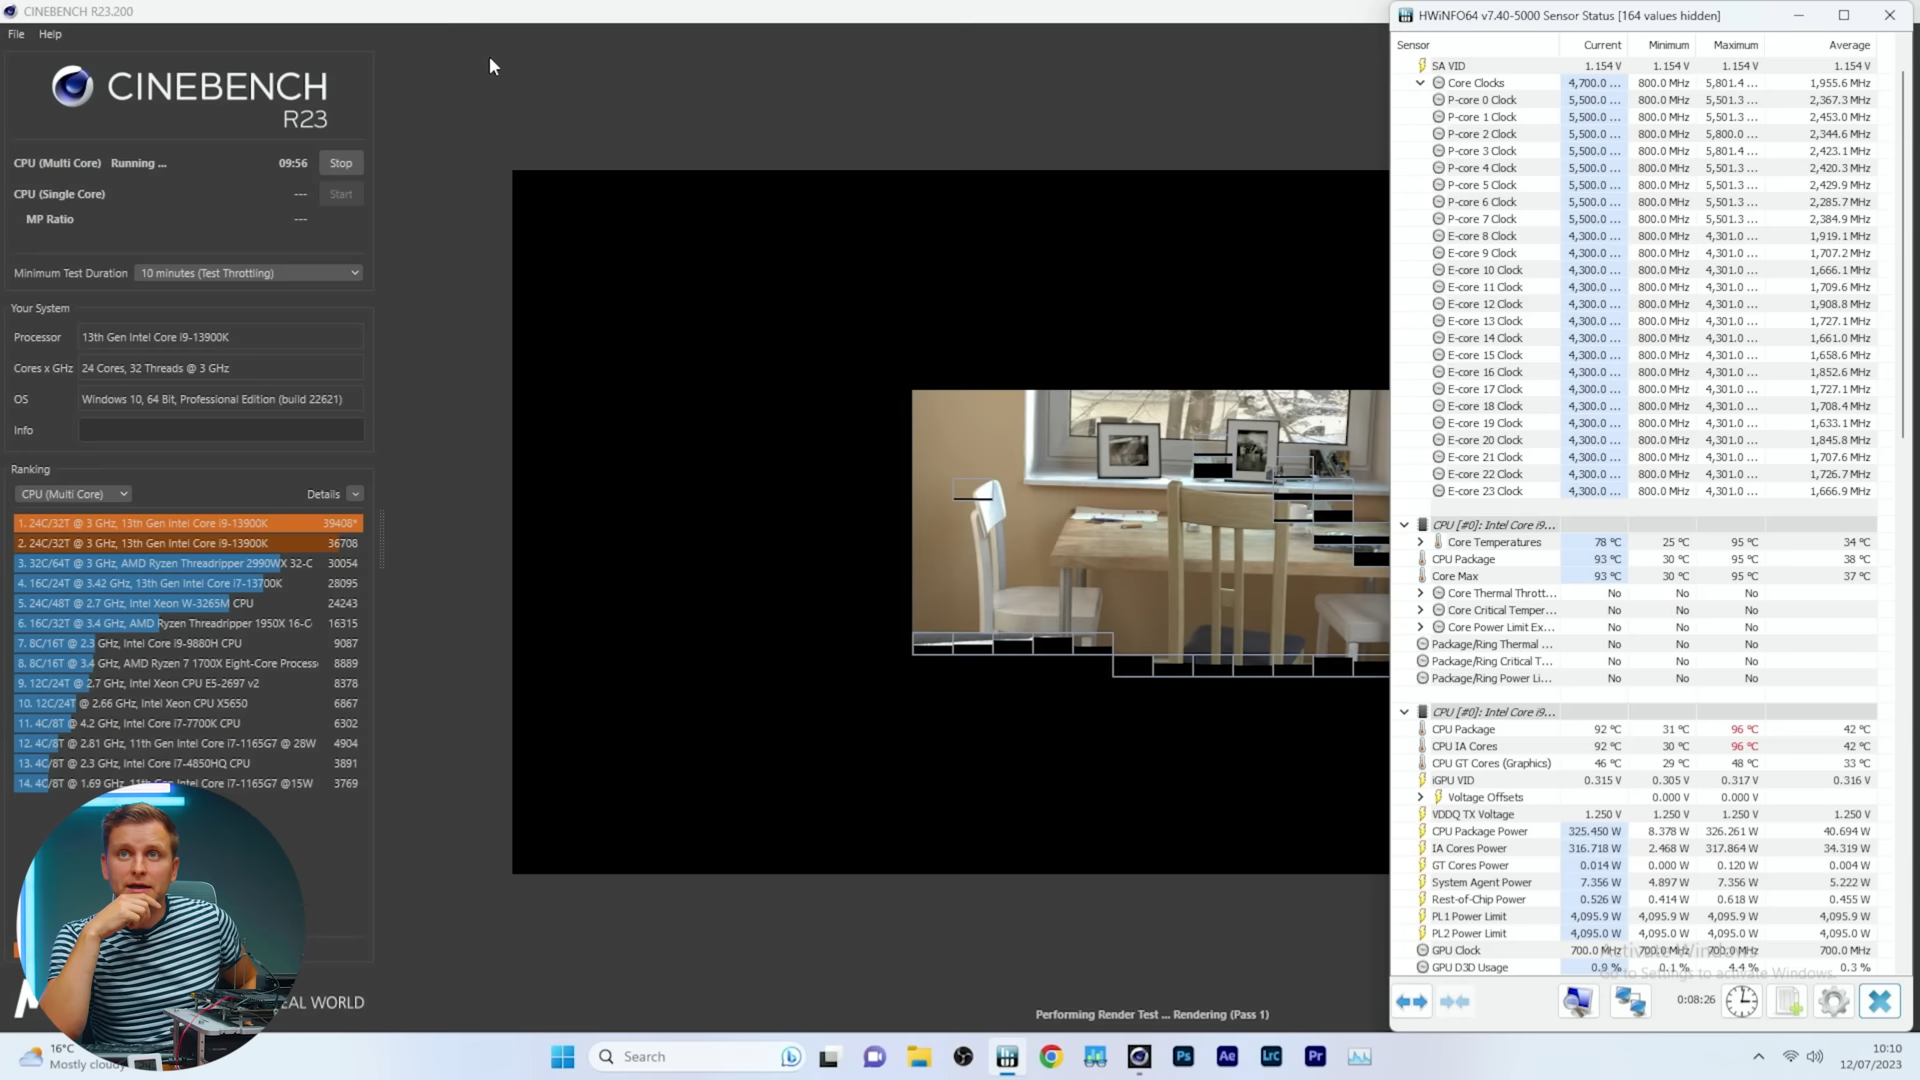 CINEBENCH R23.200
File Help
CINEBENCH
R23
CPU (Multi Core) Running ... 09:56 Stop
CPU (Single Core) --- Start
MP Ratio ---
Minimum Test Duration 10 minutes (Test Throttling)
Your System
Processor 13th Gen Intel Core i9-13900K
Cores x GHz 24 Cores, 32 Threads @ 3 GHz
OS Windows 10, 64 Bit, Professional Edition (build 22621)
Info
Ranking
CPU (Multi Core) Details
1. 24C/32T @ 3 GHz, 13th Gen Intel Core i9-13900K 39408*
2. 24C/32T @ 3 GHz, 13th Gen Intel Core i9-13900K 36708
3. 32C/64T @ 3 GHz, AMD Ryzen Threadripper 2990WX 32-C 30054
4. 16C/24T @ 3.42 GHz, 13th Gen Intel Core i7-13700K 28095
5. 24C/48T @ 2.7 GHz, Intel Xeon W-3265M CPU 24243
6. 16C/32T @ 3.4 GHz, AMD Ryzen Threadripper 1950X 16-C 16315
7. 8C/16T @ 2.3 GHz, Intel Core i9-9880H CPU 9087
8. 8C/16T @ 3.4 GHz, AMD Ryzen 7 1700X Eight-Core Process 8889
9. 12C/24T @ 2.7 GHz, Intel Xeon CPU E5-2697 v2 8378
10. 12C/24T @ 2.66 GHz, Intel Xeon CPU X5650 6867
11. 4C/8T @ 4.2 GHz, Intel Core i7-7700K CPU 6302
12. 4C/8T @ 2.81 GHz, 11th Gen Intel Core i7-1165G7 @ 28W 4904
13. 4C/8T @ 2.3 GHz, Intel Core i7-4850HQ CPU 3891
14. 4C/8T @ 1.69 GHz, 11th Gen Intel Core i7-1165G7 @15W 3769
WORLD
Performing Render Test ... Rendering (Pass 1)
HWiNFO64 v7.40-5000 Sensor Status [164 values hidden]
Sensor Current Minimum Maximum Average
SA VID 1.154 V 1.154 V 1.154 V 1.154 V
Core Clocks 4,700.0 ... 800.0 MHz 5,801.4 ... 1,955.6 MHz
P-core 0 Clock 5,500.0 ... 800.0 MHz 5,501.3 ... 2,367.3 MHz
P-core 1 Clock 5,500.0 ... 800.0 MHz 5,501.3 ... 2,453.0 MHz
P-core 2 Clock 5,500.0 ... 800.0 MHz 5,800.0 ... 2,344.6 MHz
P-core 3 Clock 5,500.0 ... 800.0 MHz 5,801.4 ... 2,423.1 MHz
P-core 4 Clock 5,500.0 ... 800.0 MHz 5,501.3 ... 2,420.3 MHz
P-core 5 Clock 5,500.0 ... 800.0 MHz 5,501.3 ... 2,429.9 MHz
P-core 6 Clock 5,500.0 ... 800.0 MHz 5,501.3 ... 2,285.7 MHz
P-core 7 Clock 5,500.0 ... 800.0 MHz 5,501.3 ... 2,384.9 MHz
E-core 8 Clock 4,300.0 ... 800.0 MHz 4,301.0 ... 1,919.1 MHz
E-core 9 Clock 4,300.0 ... 800.0 MHz 4,301.0 ... 1,707.2 MHz
E-core 10 Clock 4,300.0 ... 800.0 MHz 4,301.0 ... 1,666.1 MHz
E-core 11 Clock 4,300.0 ... 800.0 MHz 4,301.0 ... 1,709.6 MHz
E-core 12 Clock 4,300.0 ... 800.0 MHz 4,301.0 ... 1,908.8 MHz
E-core 13 Clock 4,300.0 ... 800.0 MHz 4,301.0 ... 1,727.1 MHz
E-core 14 Clock 4,300.0 ... 800.0 MHz 4,301.0 ... 1,661.0 MHz
E-core 15 Clock 4,300.0 ... 800.0 MHz 4,301.0 ... 1,658.6 MHz
E-core 16 Clock 4,300.0 ... 800.0 MHz 4,301.0 ... 1,852.6 MHz
E-core 17 Clock 4,300.0 ... 800.0 MHz 4,301.0 ... 1,727.1 MHz
E-core 18 Clock 4,300.0 ... 800.0 MHz 4,301.0 ... 1,708.4 MHz
E-core 19 Clock 4,300.0 ... 800.0 MHz 4,301.0 ... 1,633.1 MHz
E-core 20 Clock 4,300.0 ... 800.0 MHz 4,301.0 ... 1,845.8 MHz
E-core 21 Clock 4,300.0 ... 800.0 MHz 4,301.0 ... 1,707.6 MHz
E-core 22 Clock 4,300.0 ... 800.0 MHz 4,301.0 ... 1,726.7 MHz
E-core 23 Clock 4,300.0 ... 800.0 MHz 4,301.0 ... 1,666.9 MHz
CPU [#0]: Intel Core i9...
Core Temperatures 78 °C 25 °C 95 °C 34 °C
CPU Package 93 °C 30 °C 95 °C 38 °C
Core Max 93 °C 30 °C 95 °C 37 °C
Core Thermal Thrott... No No No
Core Critical Temper... No No No
Core Power Limit Ex... No No No
Package/Ring Thermal ... No No No
Package/Ring Critical T... No No No
Package/Ring Power Li... No No No
CPU [#0]: Intel Core i9...
CPU Package 92 °C 31 °C 96 °C 42 °C
CPU IA Cores 92 °C 30 °C 96 °C 42 °C
CPU GT Cores (Graphics) 46 °C 29 °C 48 °C 33 °C
iGPU VID 0.315 V 0.305 V 0.317 V 0.316 V
Voltage Offsets 0.000 V 0.000 V
VDDQ TX Voltage 1.250 V 1.250 V 1.250 V 1.250 V
CPU Package Power 325.450 W 8.378 W 326.261 W 40.694 W
IA Cores Power 316.718 W 2.468 W 317.864 W 34.319 W
GT Cores Power 0.014 W 0.000 W 0.120 W 0.004 W
System Agent Power 7.356 W 4.897 W 7.356 W 5.222 W
Rest-of-Chip Power 0.526 W 0.414 W 0.618 W 0.455 W
PL1 Power Limit 4,095.9 W 4,095.9 W 4,095.9 W 4,095.9 W
PL2 Power Limit 4,095.0 W 4,095.0 W 4,095.0 W 4,095.0 W
GPU Clock 700.0 MHz 700.0 MHz 700.0 MHz 700.0 MHz
GPU D3D Usage 0.9 % 0.1 % 4.4 % 0.3 %
Activate Windows
Go to Settings to activate Windows.
0:08:26
16°C
Mostly cloudy
Search
Ps Ae Lrc Pr
10:10
12/07/2023